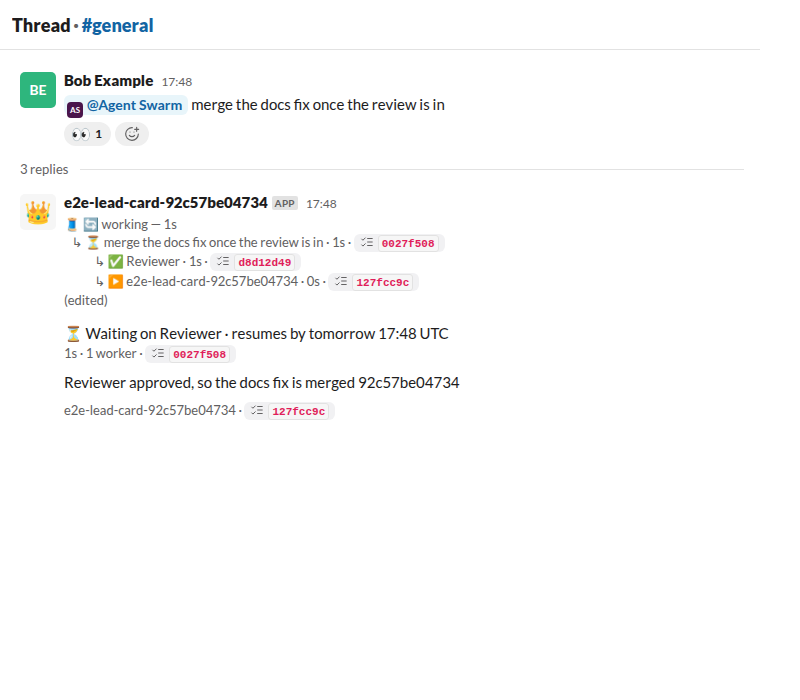 Thread · #general
BE
Bob Example 17:48
AS @Agent Swarm merge the docs fix once the review is in
👀 1
3 replies
e2e-lead-card-92c57be04734 APP 17:48
🧵 🔄 working — 1s
↳ ⏳ merge the docs fix once the review is in · 1s · 0027f508
↳ ✅ Reviewer · 1s · d8d12d49
↳ ▶️ e2e-lead-card-92c57be04734 · 0s · 127fcc9c
(edited)
⏳ Waiting on Reviewer · resumes by tomorrow 17:48 UTC
1s · 1 worker · 0027f508
Reviewer approved, so the docs fix is merged 92c57be04734
e2e-lead-card-92c57be04734 · 127fcc9c